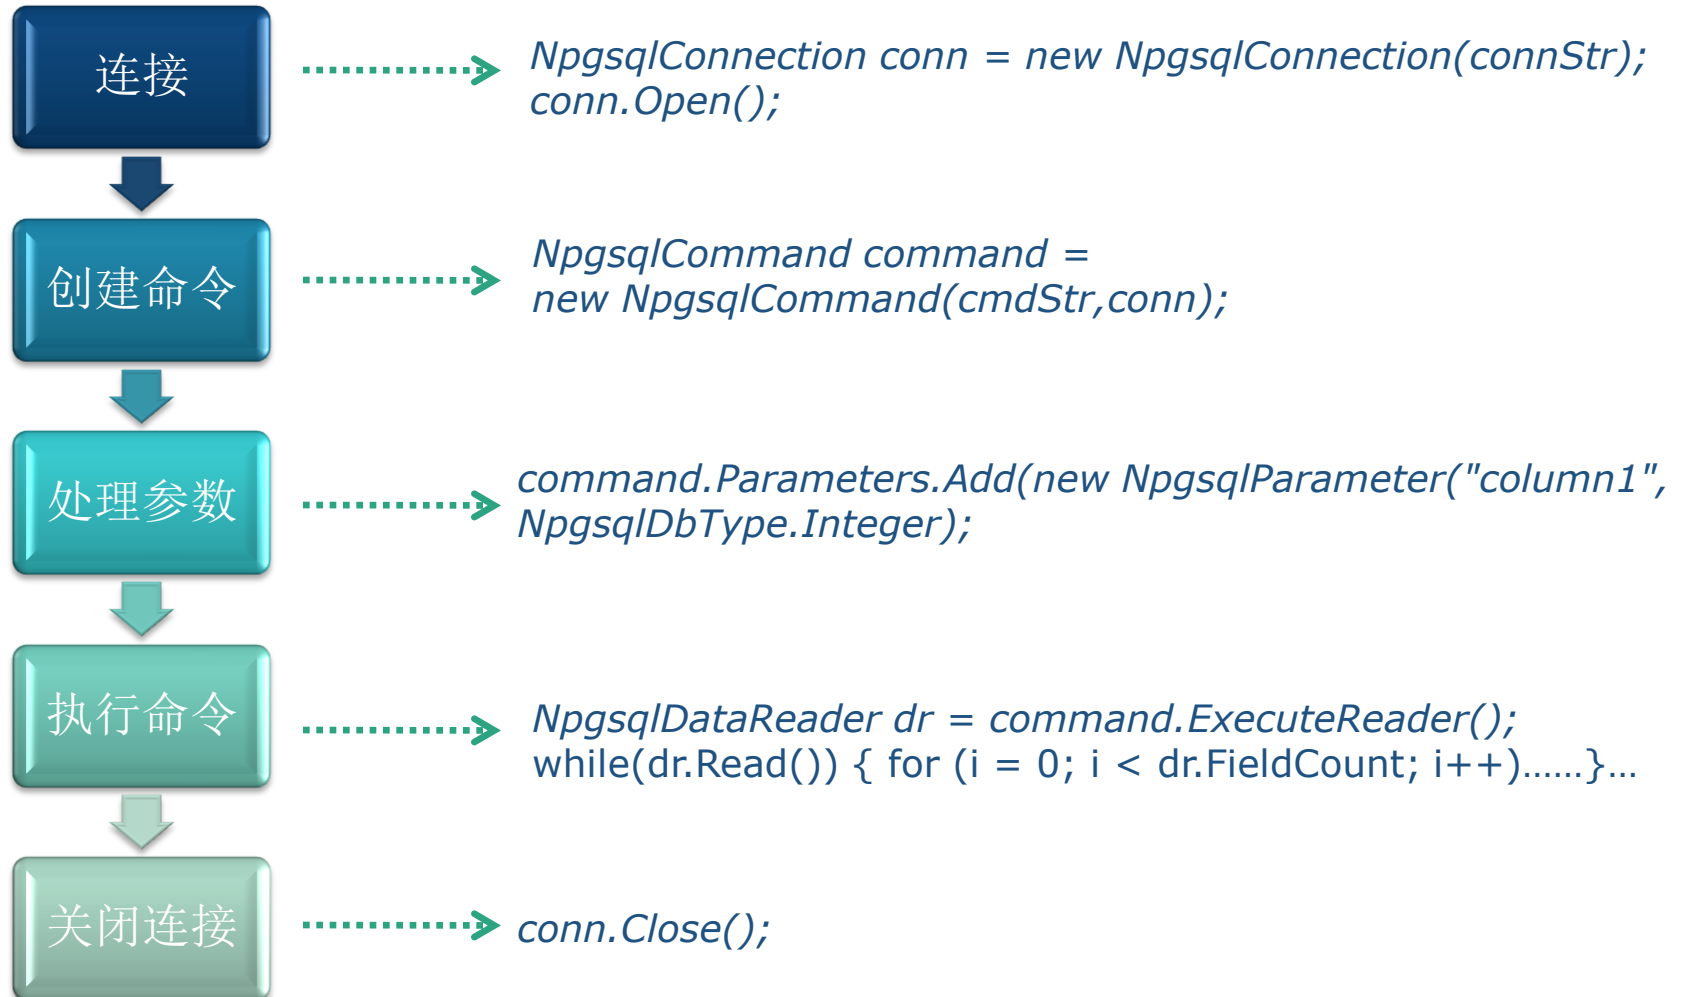 连接
NpgsqlConnection conn = new NpgsqlConnection(connStr);
conn.Open();
创建命令
NpgsqlCommand command =
new NpgsqlCommand(cmdStr,conn);
处理参数
command.Parameters.Add(new NpgsqlParameter("column1",
NpgsqlDbType.Integer);
执行命令
NpgsqlDataReader dr = command.ExecuteReader();
while(dr.Read()) { for (i = 0; i < dr.FieldCount; i++)……}…
关闭连接
conn.Close();